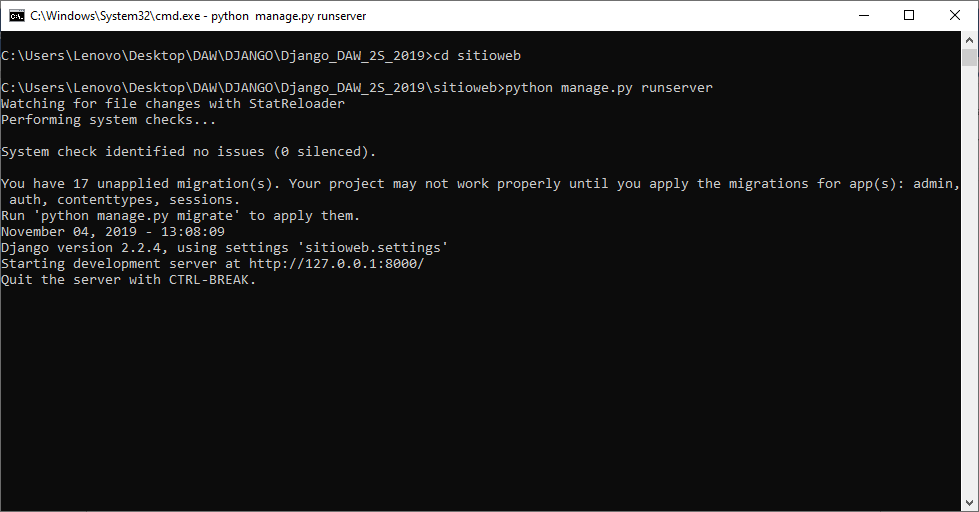 C:\Windows\System32\cmd.exe - python  manage.py runserver
C:\Users\Lenovo\Desktop\DAW\DJANGO\Django_DAW_2S_2019>cd sitioweb
C:\Users\Lenovo\Desktop\DAW\DJANGO\Django_DAW_2S_2019\sitioweb>python manage.py runserver
Watching for file changes with StatReloader
Performing system checks...
System check identified no issues (0 silenced).
You have 17 unapplied migration(s). Your project may not work properly until you apply the migrations for app(s): admin,
auth, contenttypes, sessions.
Run 'python manage.py migrate' to apply them.
November 04, 2019 - 13:08:09
Django version 2.2.4, using settings 'sitioweb.settings'
Starting development server at http://127.0.0.1:8000/
Quit the server with CTRL-BREAK.